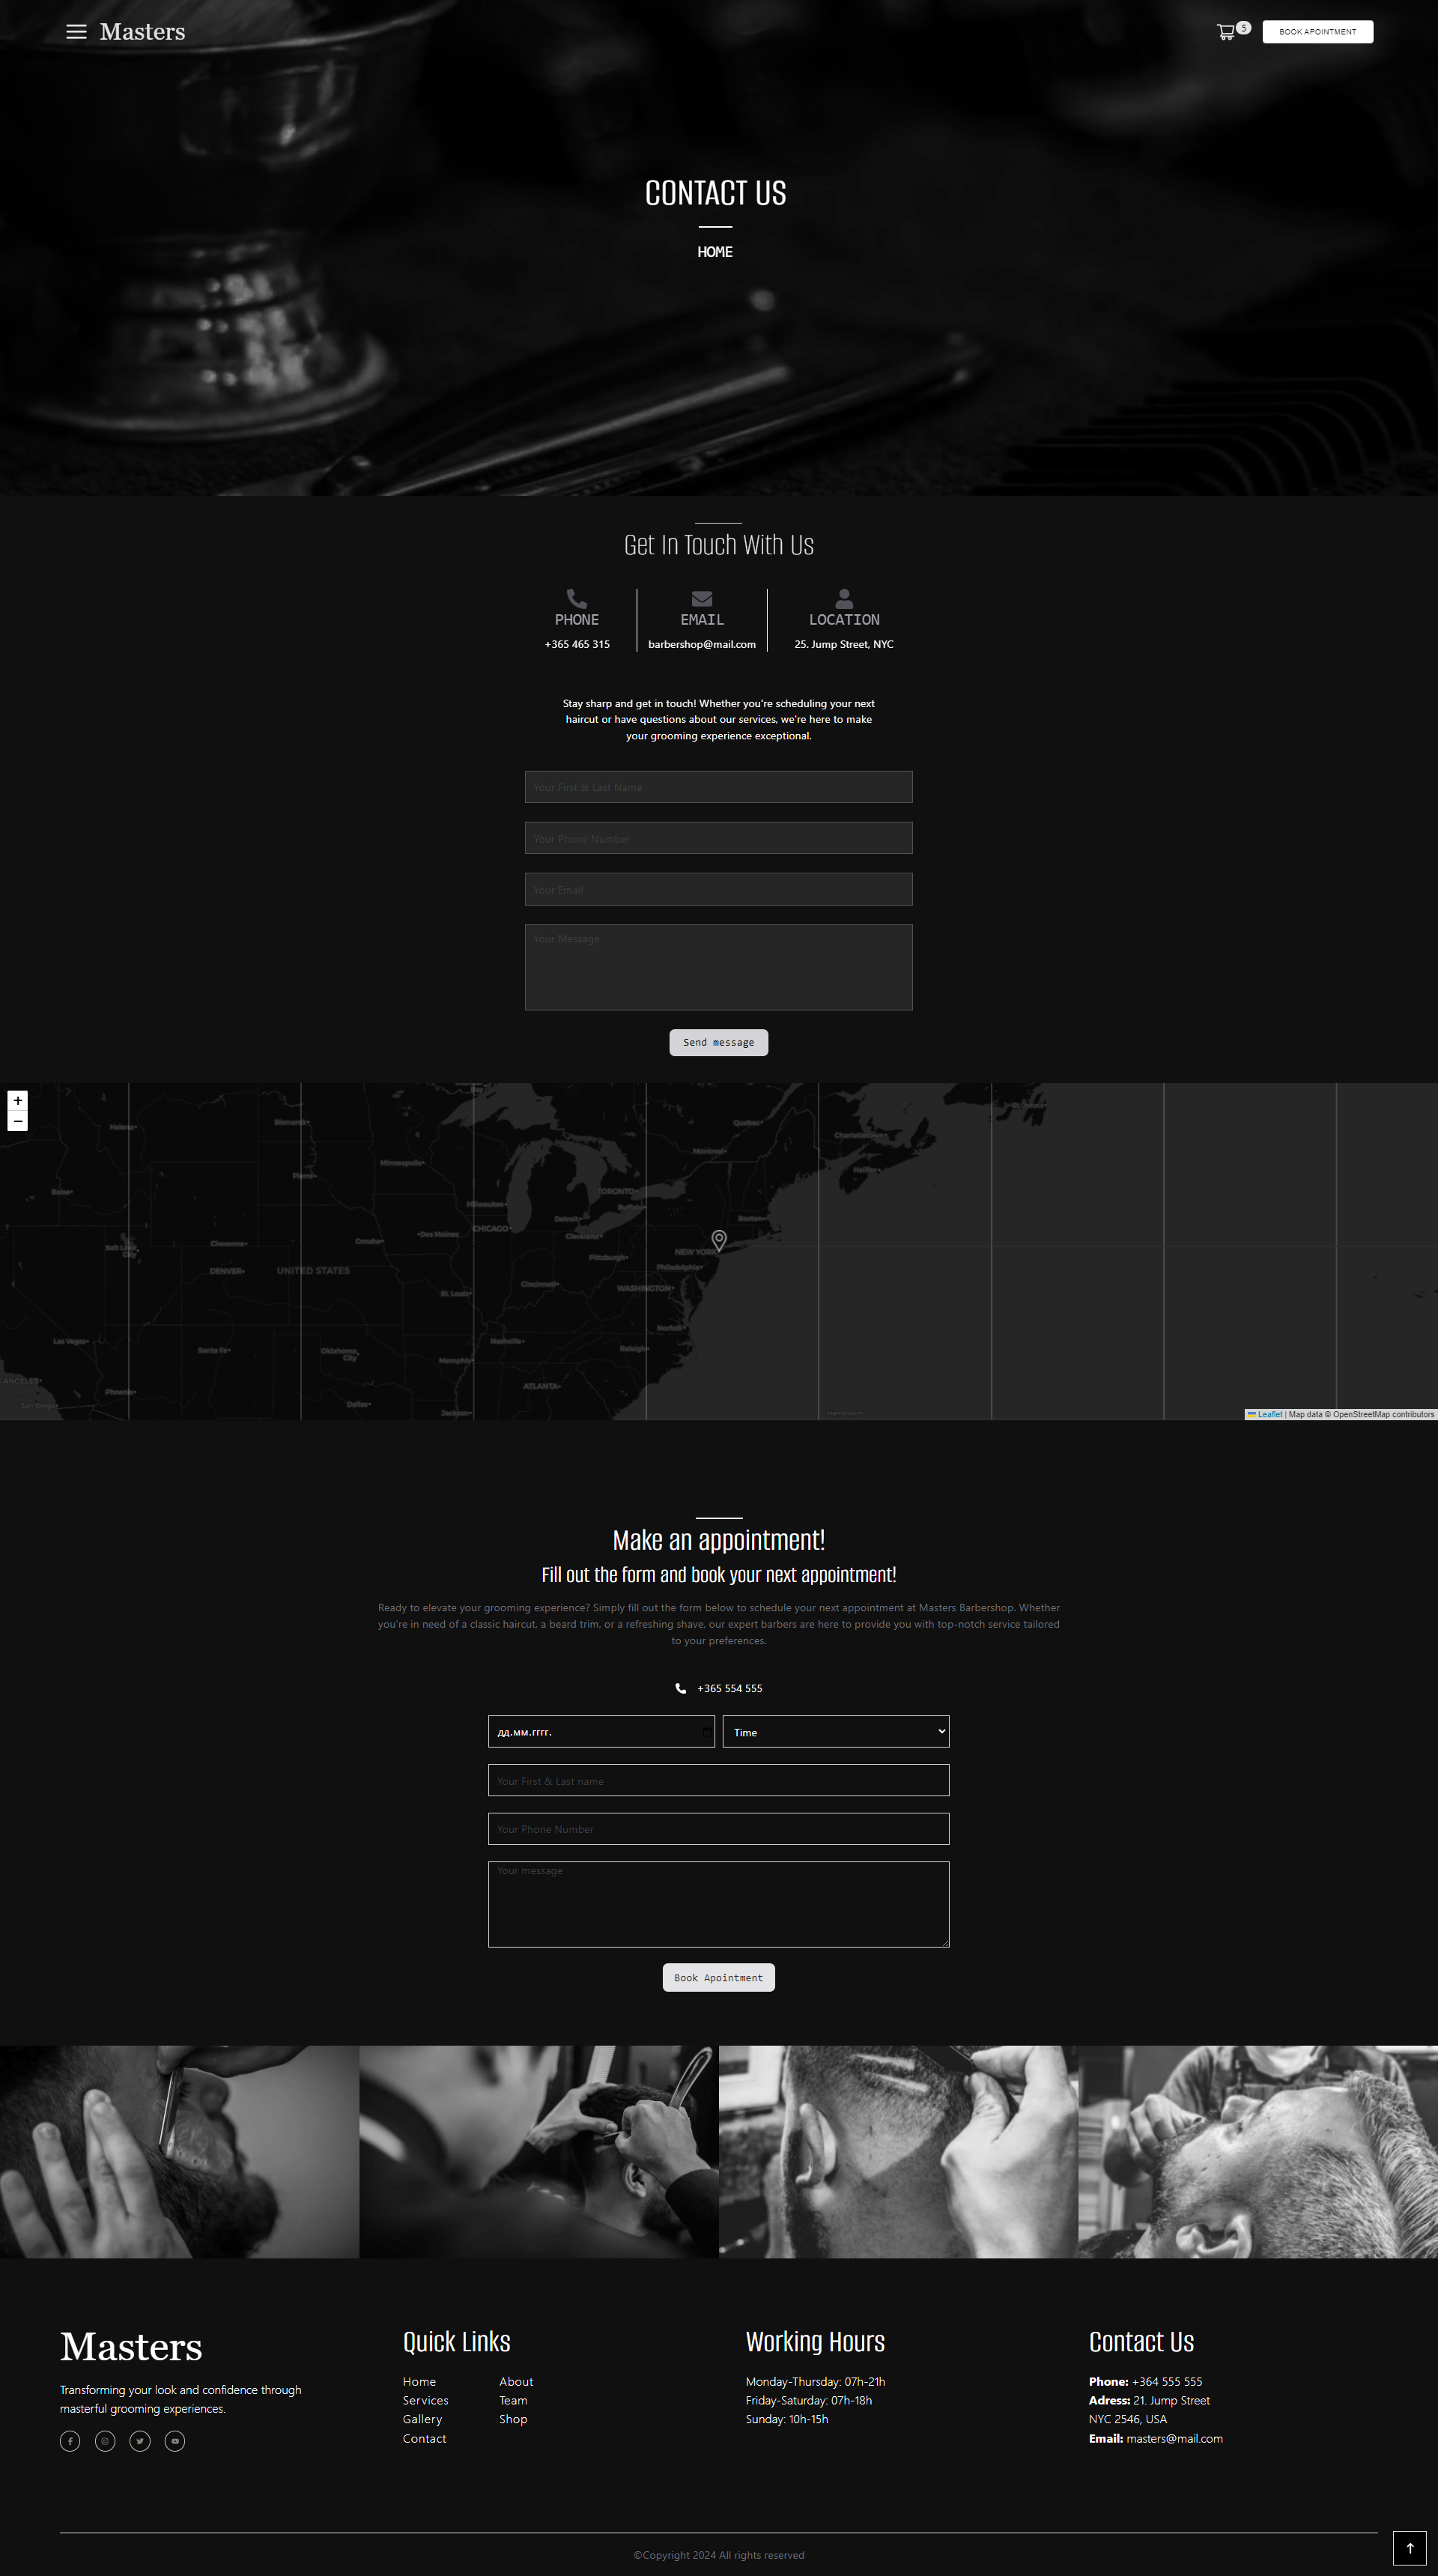 Masters
5
BOOK APOINTMENT
CONTACT US
HOME
Get In Touch With Us
PHONE
+365 465 315
EMAIL
barbershop@mail.com
LOCATION
25. Jump Street, NYC
Stay sharp and get in touch! Whether you're scheduling your next
haircut or have questions about our services, we're here to make
your grooming experience exceptional.
Your First & Last Name
Your Phone Number
Your Email
Your Message
Send message
+
−
Helena
Bismarck
Quebec
Charlottetown
St. John's
Montreal
Halifax
Minneapolis
Pierre
Boise
TORONTO
Milwaukee
Buffalo
Boston
CHICAGO
Detroit
Des Moines
Cleveland
Omaha
Cheyenne
Salt Lake
City
NEW YORK
Pittsburgh
Philadelphia
DENVER
UNITED STATES
Cincinnati
WASHINGTON
St. Louis
Norfolk
Las Vegas
Nashville
Raleigh
Santa Fe
Oklahoma
City
Memphis
ANGELES
ATLANTA
Phoenix
San Diego
Dallas
Jackson
Hamilton
Leaflet | Map data © OpenStreetMap contributors
Make an appointment!
Fill out the form and book your next appointment!
Ready to elevate your grooming experience? Simply fill out the form below to schedule your next appointment at Masters Barbershop. Whether
you're in need of a classic haircut, a beard trim, or a refreshing shave, our expert barbers are here to provide you with top-notch service tailored
to your preferences.
+365 554 555
дд.мм.гггг.
Time
Your First & Last name
Your Phone Number
Your message
Book Apointment
Masters
Transforming your look and confidence through
masterful grooming experiences.
Quick Links
Home
About
Services
Team
Gallery
Shop
Contact
Working Hours
Monday-Thursday: 07h-21h
Friday-Saturday: 07h-18h
Sunday: 10h-15h
Contact Us
Phone: +364 555 555
Adress: 21. Jump Street
NYC 2546, USA
Email: masters@mail.com
©Copyright 2024 All rights reserved